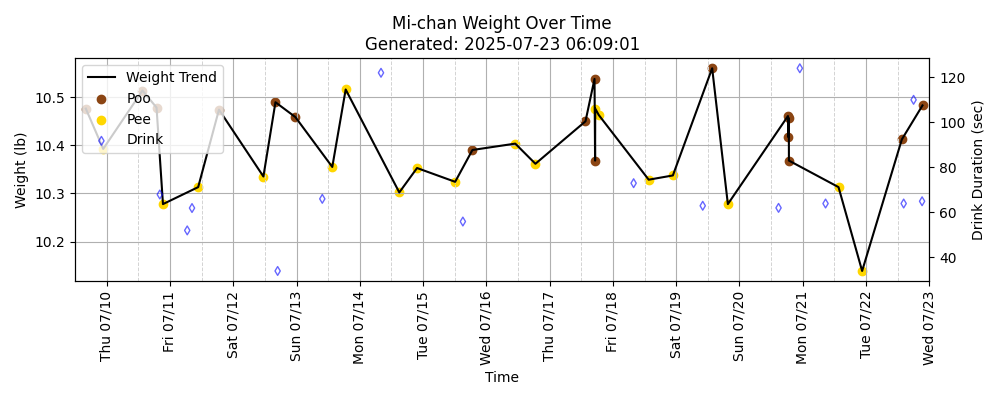 Mi-chan Weight Over Time
Generated: 2025-07-23 06:09:01
Weight Trend
Poo
Pee
Drink
Weight (lb)
10.5
10.4
10.3
10.2
120
100
80
60
40
Drink Duration (sec)
Thu 07/10
Fri 07/11
Sat 07/12
Sun 07/13
Mon 07/14
Tue 07/15
Wed 07/16
Thu 07/17
Fri 07/18
Sat 07/19
Sun 07/20
Mon 07/21
Tue 07/22
Wed 07/23
Time